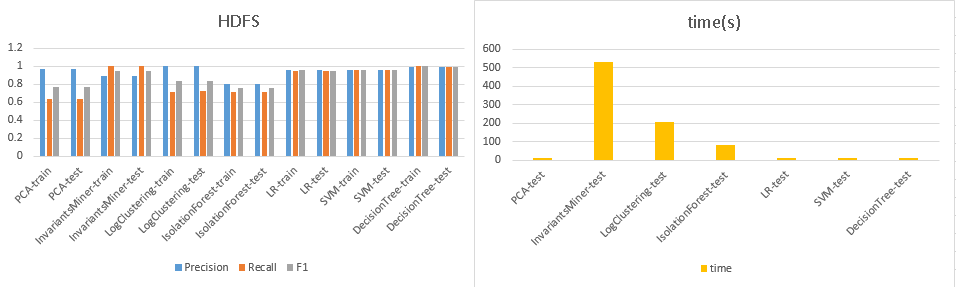 HDFS
1.2
1
0.8
0.6
0.4
0.2
0
PCA-train
PCA-test
InvariantsMiner-train
InvariantsMiner-test
LogClustering-train
LogClustering-test
IsolationForest-train
IsolationForest-test
LR-train
LR-test
SVM-train
SVM-test
DecisionTree-train
DecisionTree-test
Precision Recall F1
time(s)
600
500
400
300
200
100
0
PCA-test
InvariantsMiner-test
LogClustering-test
IsolationForest-test
LR-test
SVM-test
DecisionTree-test
time